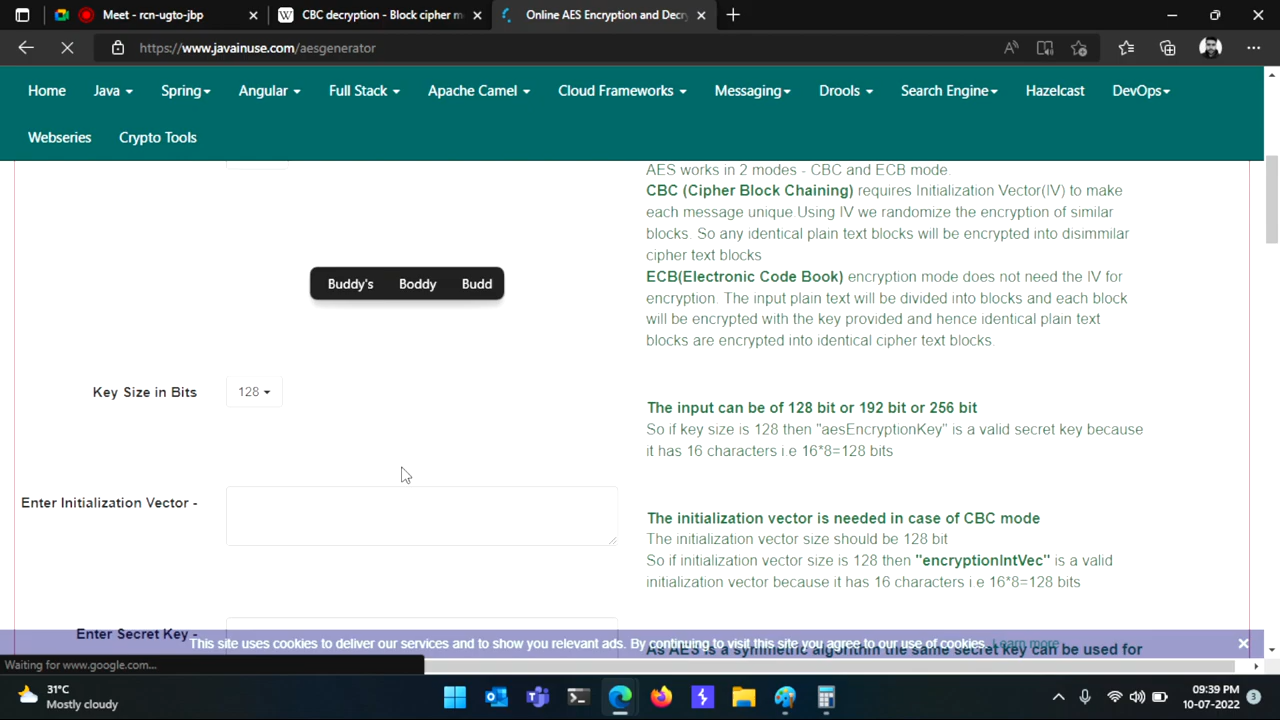 Meet - rcn-ugto-jbp
CBC decryption - Block cipher m
Online AES Encryption and Decry
https://www.javainuse.com/aesgenerator
Home Java Spring Angular Full Stack Apache Camel Cloud Frameworks Messaging Drools Search Engine Hazelcast DevOps
Webseries Crypto Tools
AES works in 2 modes - CBC and ECB mode.
CBC (Cipher Block Chaining) requires Initialization Vector(IV) to make
each message unique.Using IV we randomize the encryption of similar
blocks. So any identical plain text blocks will be encrypted into disimmilar
cipher text blocks
ECB(Electronic Code Book) encryption mode does not need the IV for
encryption. The input plain text will be divided into blocks and each block
will be encrypted with the key provided and hence identical plain text
blocks are encrypted into identical cipher text blocks.
Buddy's Boddy Budd
Key Size in Bits 128
The input can be of 128 bit or 192 bit or 256 bit
So if key size is 128 then "aesEncryptionKey" is a valid secret key because
it has 16 characters i.e 16*8=128 bits
Enter Initialization Vector -
The initialization vector is needed in case of CBC mode
The initialization vector size should be 128 bit
So if initialization vector size is 128 then "encryptionIntVec" is a valid
initialization vector because it has 16 characters i.e 16*8=128 bits
Enter Secret Key -
This site uses cookies to deliver our services and to show you relevant ads. By continuing to visit this site you agree to our use of cookies. Learn more
As AES is a symmetric algorithm the same secret key can be used for
Waiting for www.google.com...
31°C
Mostly cloudy
09:39 PM
10-07-2022
3